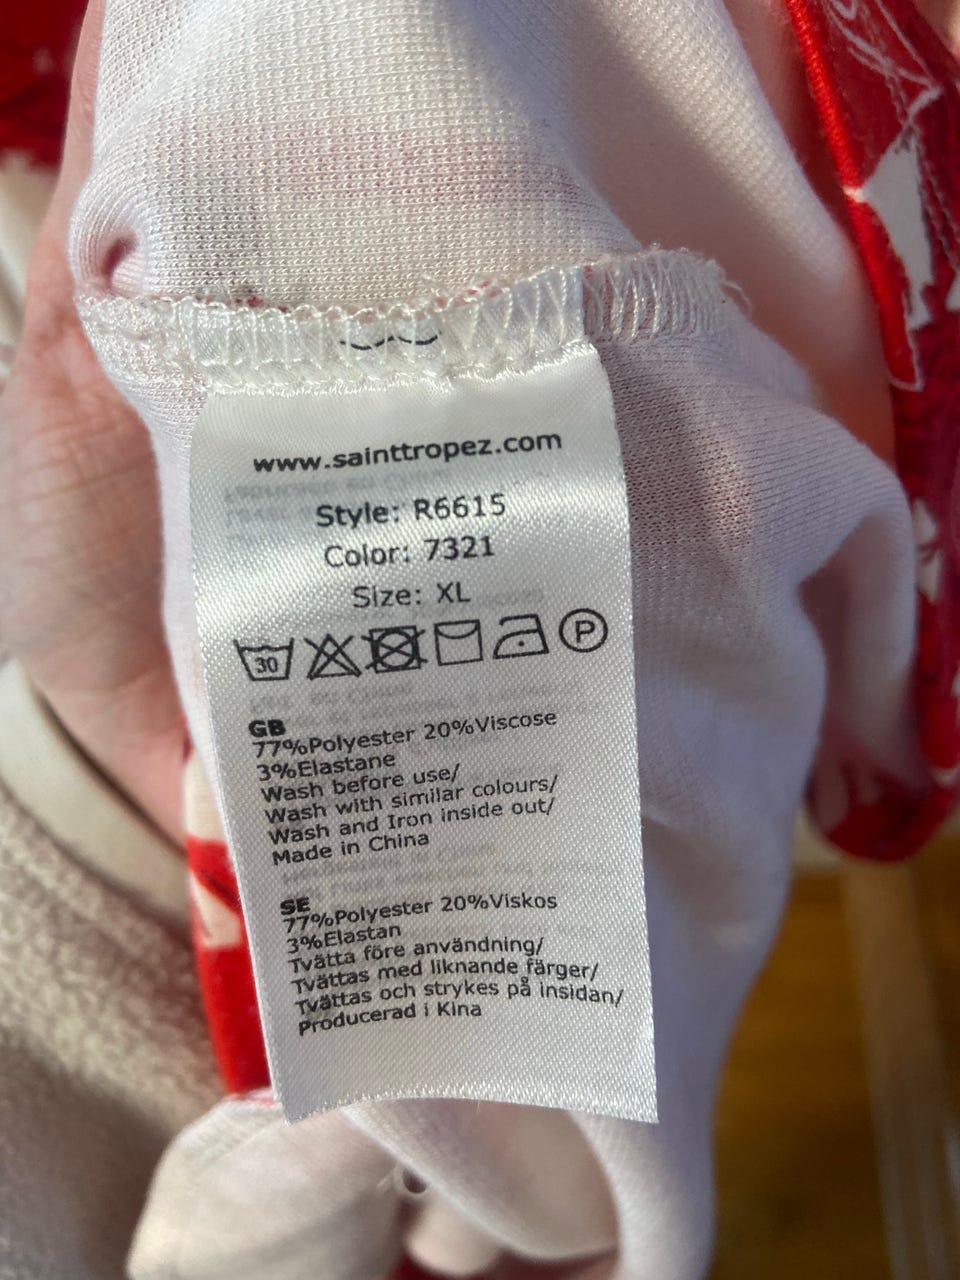 www.sainttropez.com
Style: R6615
Color: 7321
Size: XL
30 P
GB
77%Polyester 20%Viscose
3%Elastane
Wash before use/
Wash with similar colours/
Wash and Iron inside out/
Made in China
SE
77%Polyester 20%Viskos
3%Elastan
Tvätta före användning/
Tvättas med liknande färger/
Tvättas och strykes på insidan/
Producerad i Kina